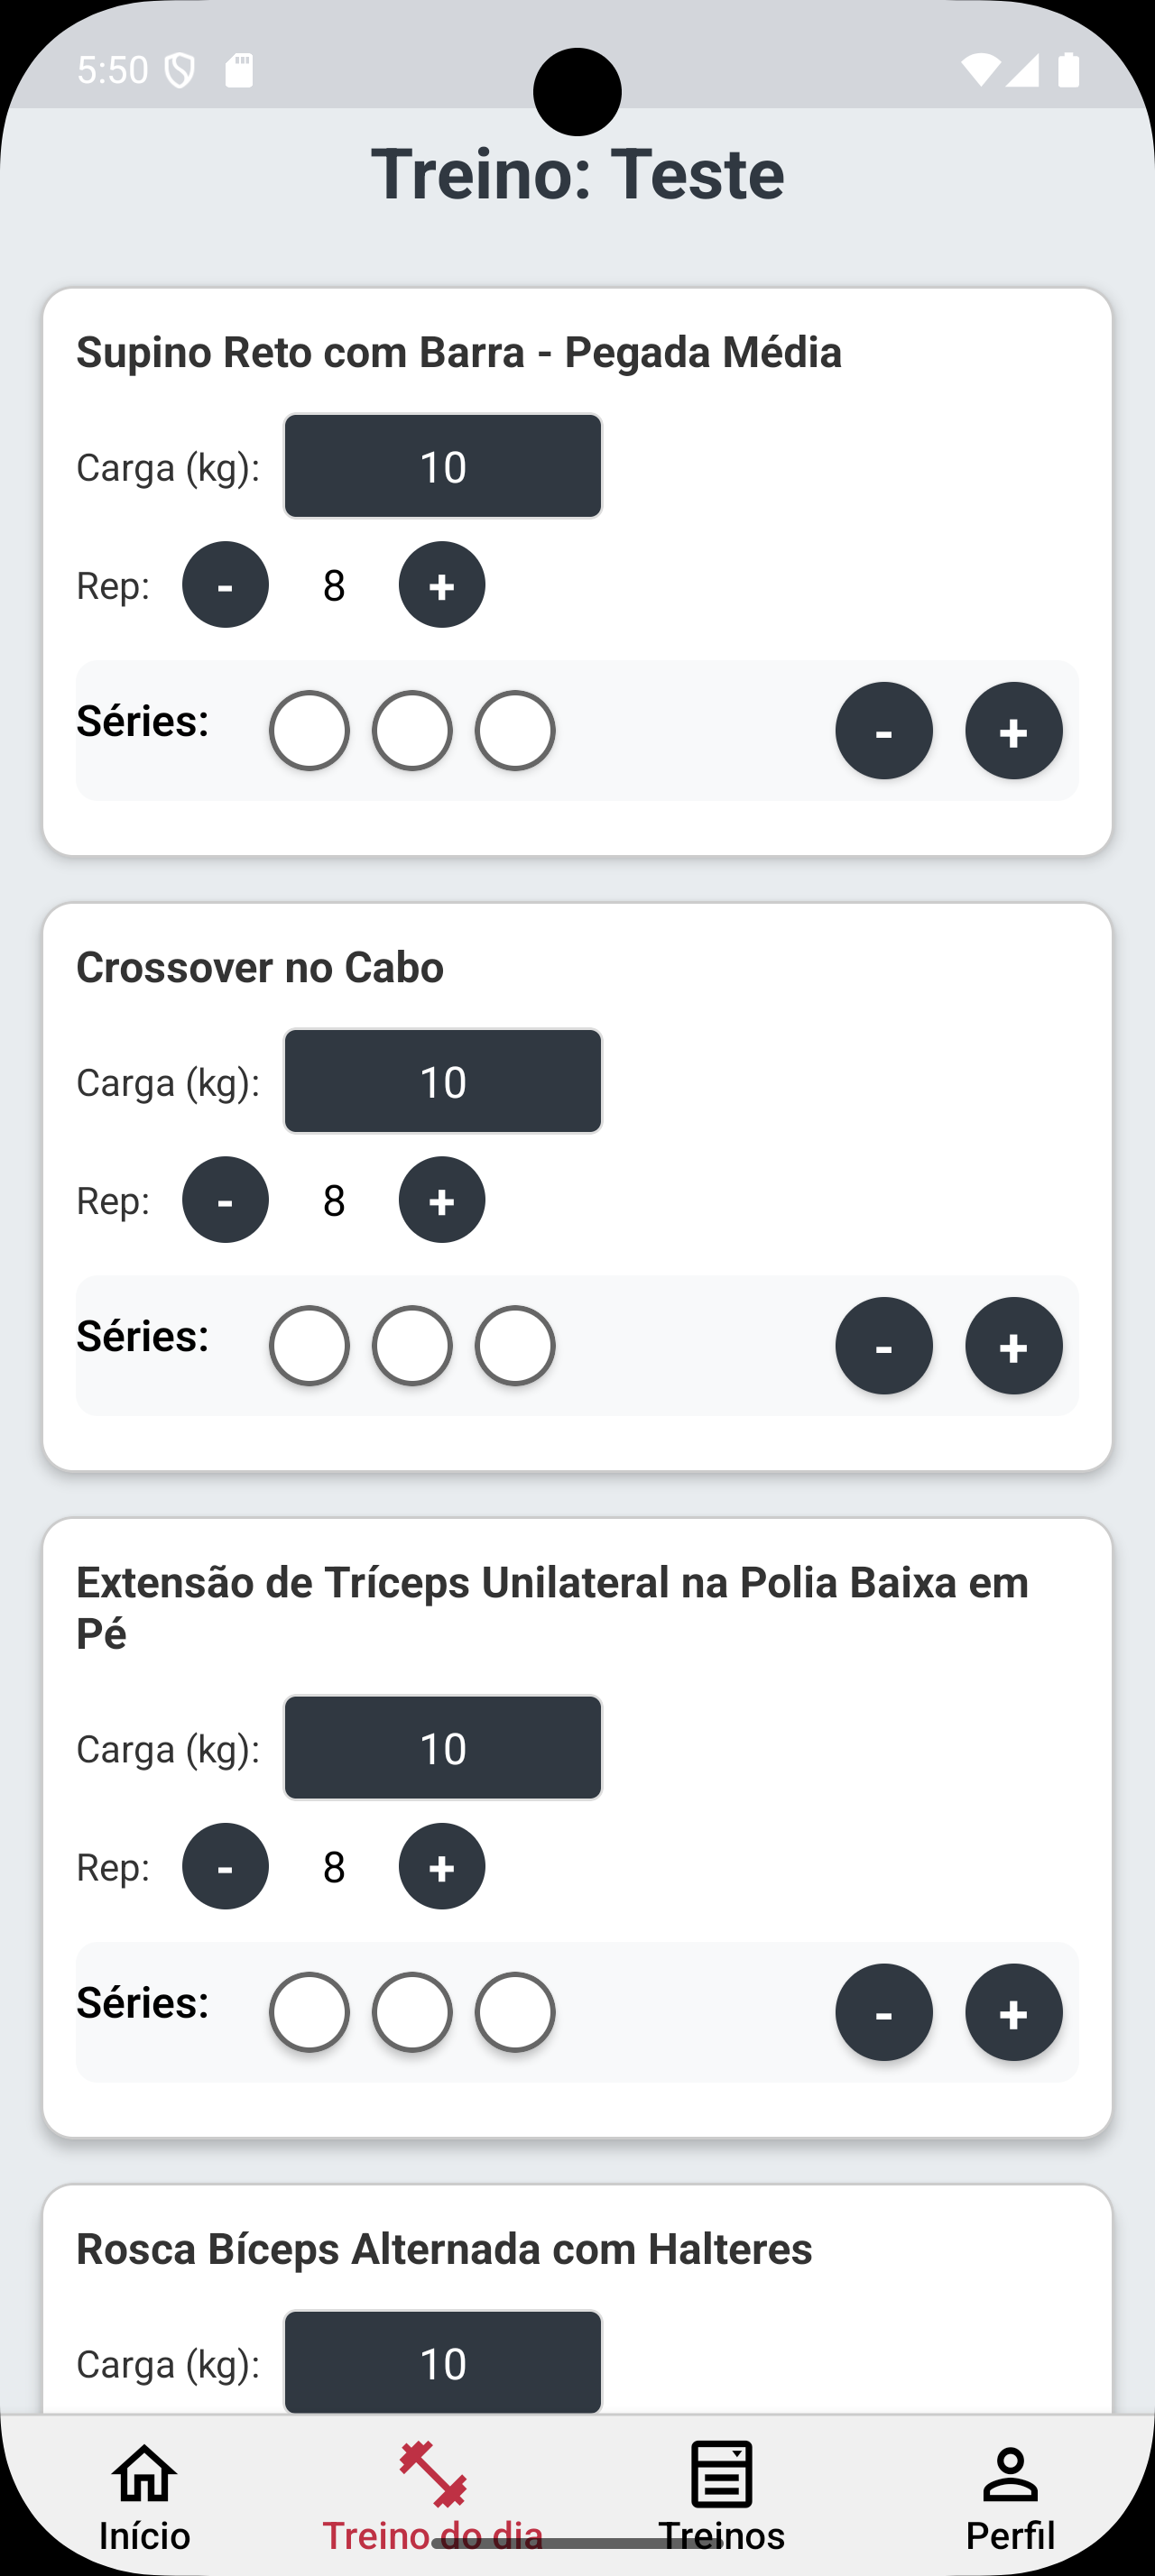 5:50
Treino: Teste
Supino Reto com Barra - Pegada Média
Carga (kg): 10
Rep: - 8 +
Séries: - +
Crossover no Cabo
Carga (kg): 10
Rep: - 8 +
Séries: - +
Extensão de Tríceps Unilateral na Polia Baixa em
Pé
Carga (kg): 10
Rep: - 8 +
Séries: - +
Rosca Bíceps Alternada com Halteres
Carga (kg): 10
Início Treino do dia Treinos Perfil